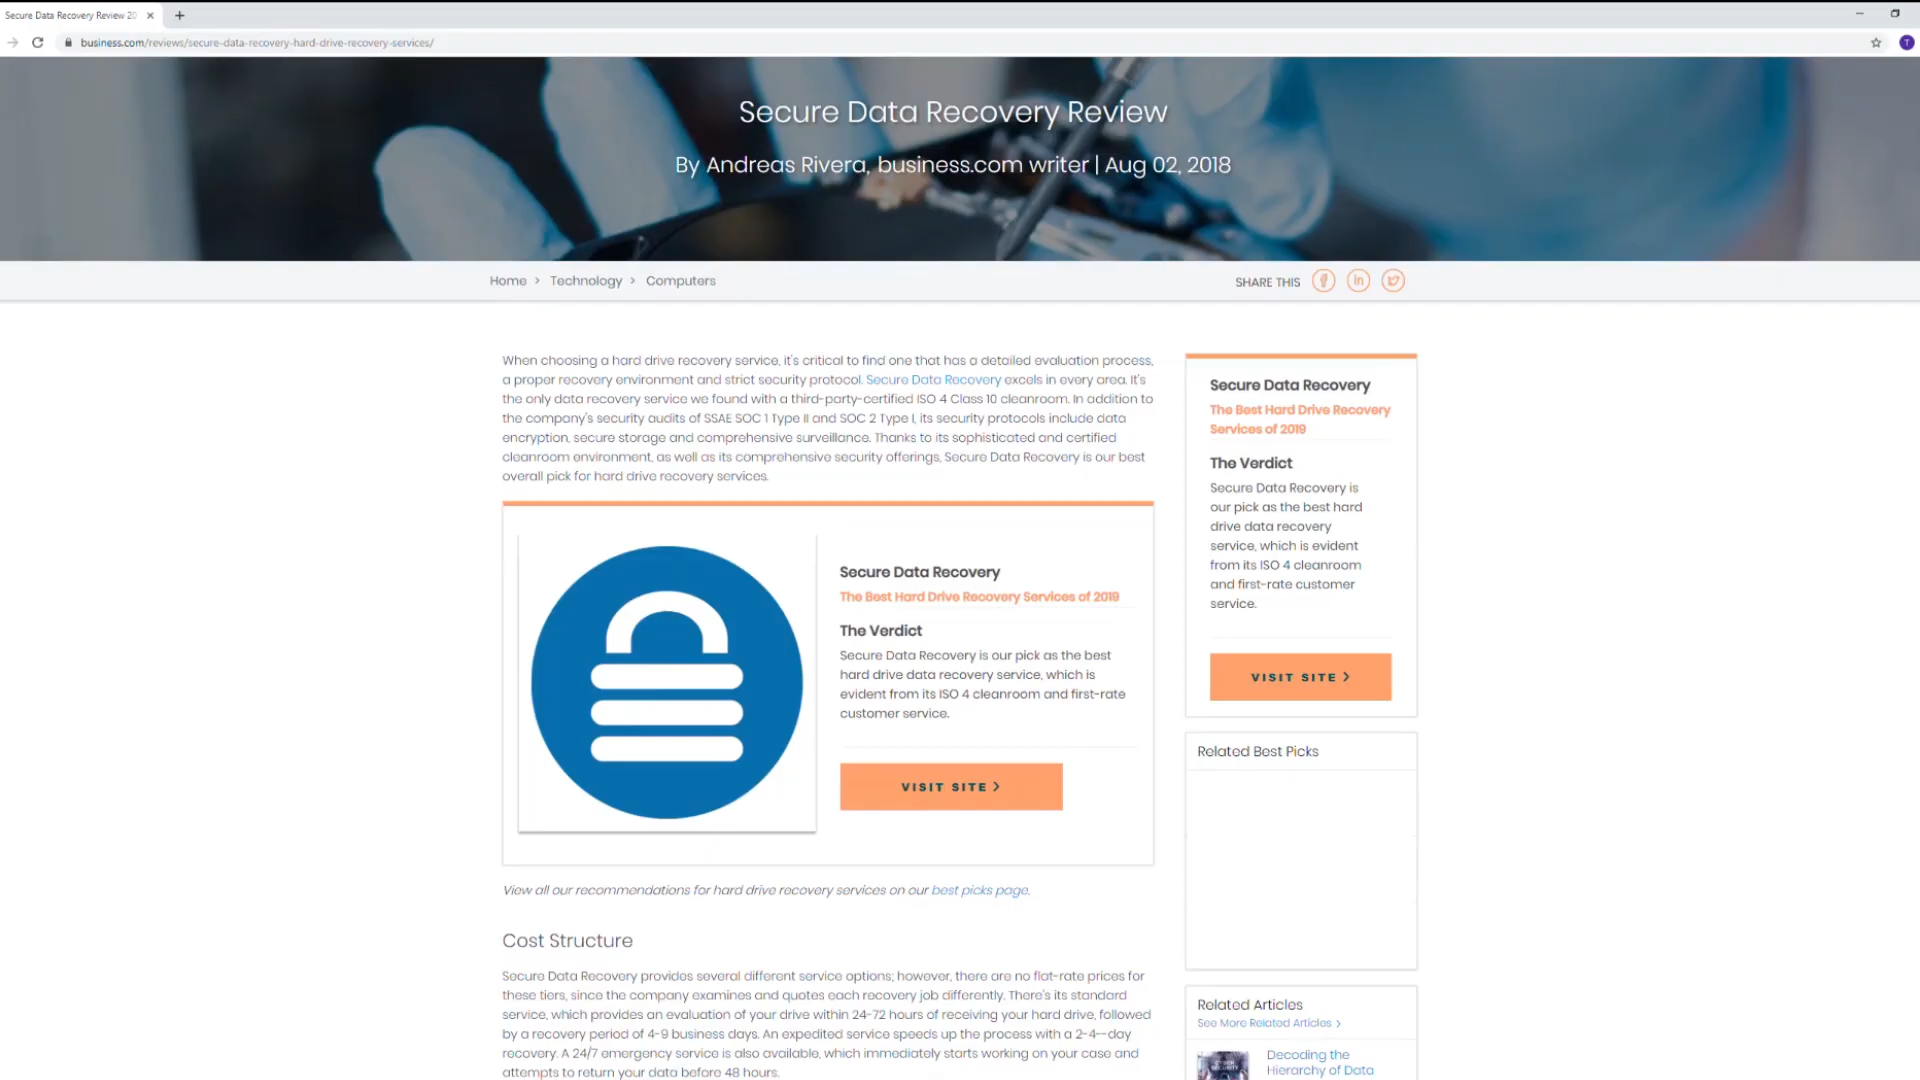 Secure Data Recovery Review 20
business.com/reviews/secure-data-recovery-hard-drive-recovery-services/
T
Secure Data Recovery Review
By Andreas Rivera, business.com writer | Aug 02, 2018
Home > Technology > Computers
SHARE THIS
When choosing a hard drive recovery service, it's critical to find one that has a detailed evaluation process,
a proper recovery environment and strict security protocol. Secure Data Recovery excels in every area. It's
the only data recovery service we found with a third-party-certified ISO 4 Class 10 cleanroom. In addition to
the company's security audits of SSAE SOC 1 Type II and SOC 2 Type I, its security protocols include data
encryption, secure storage and comprehensive surveillance. Thanks to its sophisticated and certified
cleanroom environment, as well as its comprehensive security offerings, Secure Data Recovery is our best
overall pick for hard drive recovery services.
Secure Data Recovery
The Best Hard Drive Recovery Services of 2019
The Verdict
Secure Data Recovery is our pick as the best
hard drive data recovery service, which is
evident from its ISO 4 cleanroom and first-rate
customer service.
VISIT SITE >
View all our recommendations for hard drive recovery services on our best picks page.
Cost Structure
Secure Data Recovery provides several different service options; however, there are no flat-rate prices for
these tiers, since the company examines and quotes each recovery job differently. There's its standard
service, which provides an evaluation of your drive within 24-72 hours of receiving your hard drive, followed
by a recovery period of 4-9 business days. An expedited service speeds up the process with a 2-4--day
recovery. A 24/7 emergency service is also available, which immediately starts working on your case and
attempts to return your data before 48 hours.
Secure Data Recovery
The Best Hard Drive Recovery
Services of 2019
The Verdict
Secure Data Recovery is
our pick as the best hard
drive data recovery
service, which is evident
from its ISO 4 cleanroom
and first-rate customer
service.
VISIT SITE >
Related Best Picks
Related Articles
See More Related Articles >
Decoding the
Hierarchy of Data